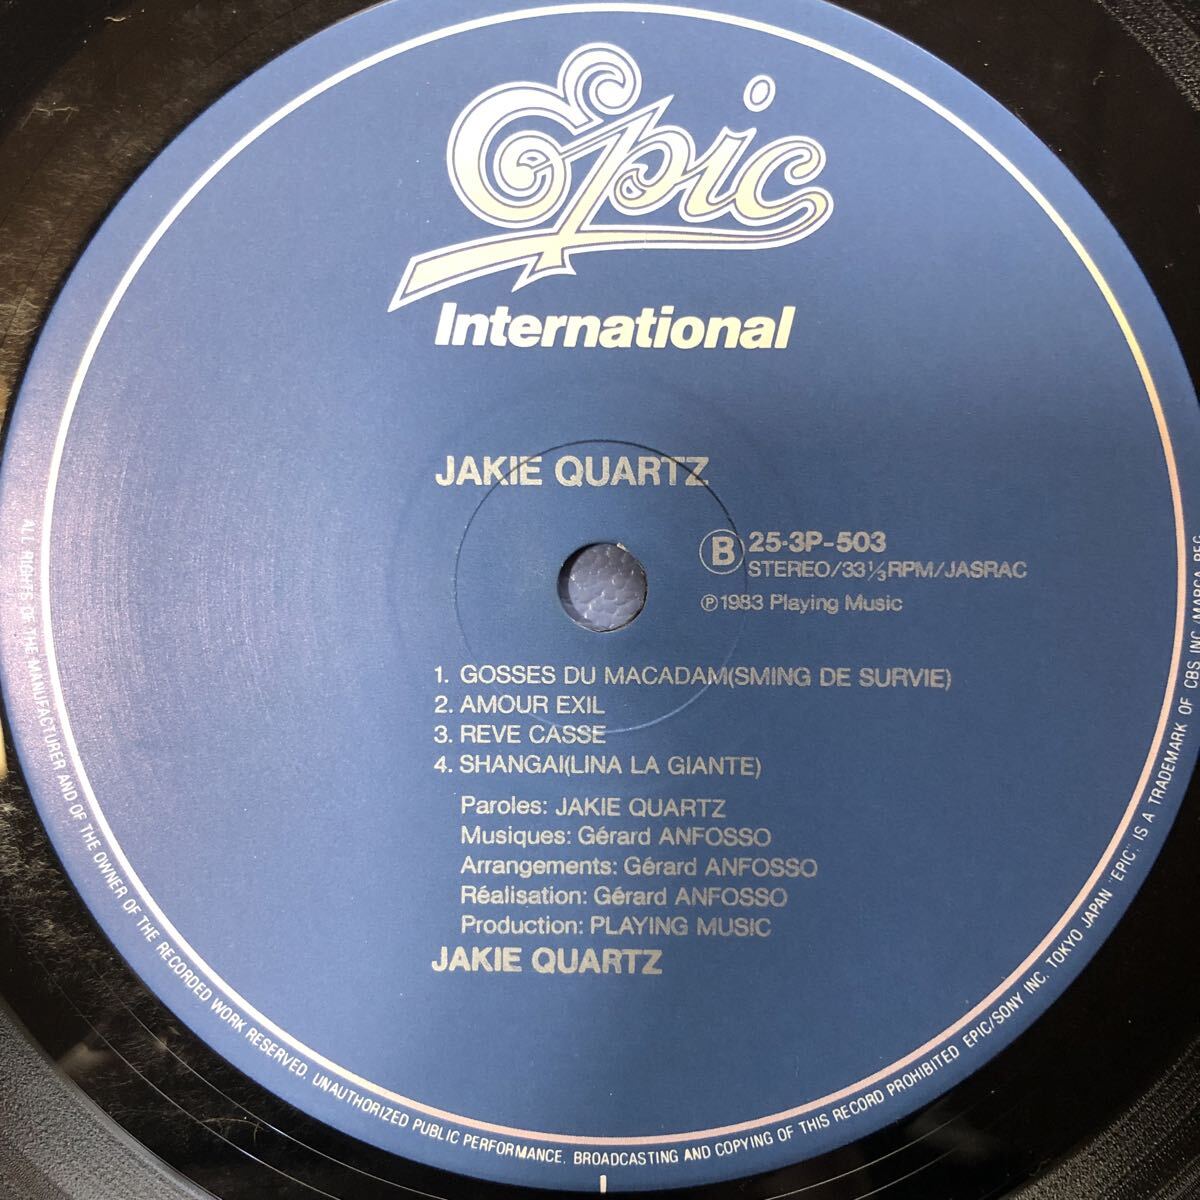 Epic
International
JAKIE QUARTZ
B 25·3P-503
STEREO/33 1/3 RPM/JASRAC
℗1983 Playing Music
1. GOSSES DU MACADAM(SMING DE SURVIE)
2. AMOUR EXIL
3. REVE CASSE
4. SHANGAI(LINA LA GIANTE)
Paroles: JAKIE QUARTZ
Musiques: Gérard ANFOSSO
Arrangements: Gérard ANFOSSO
Réalisation: Gérard ANFOSSO
Production: PLAYING MUSIC
JAKIE QUARTZ
ALL RIGHTS OF THE MANUFACTURER AND OF THE OWNER OF THE RECORDED WORK RESERVED. UNAUTHORIZED PUBLIC PERFORMANCE, BROADCASTING AND COPYING OF THIS RECORD PROHIBITED EPIC/SONY INC. TOKYO JAPAN "EPIC", IS A TRADEMARK OF CBS INC./MARCA REG.